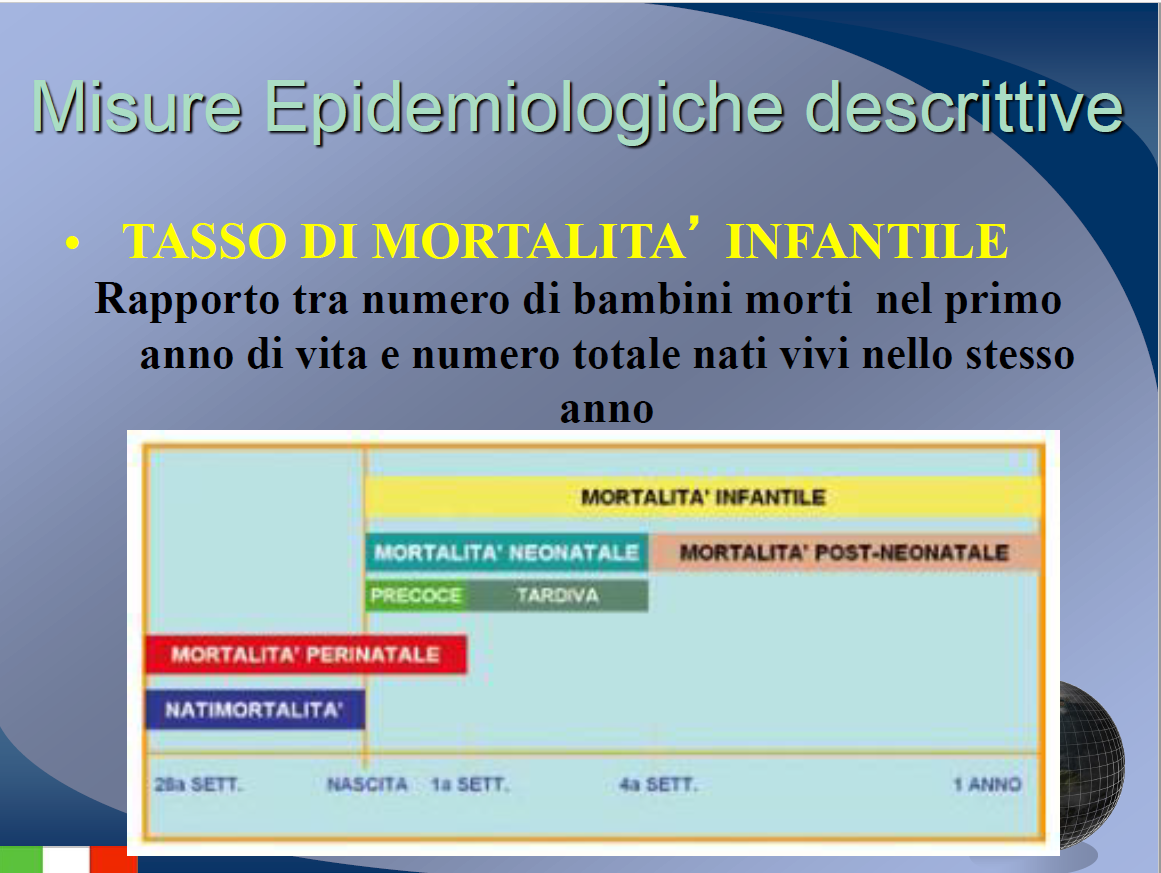 Misure Epidemiologiche descrittive
• TASSO DI MORTALITA’ INFANTILE
Rapporto tra numero di bambini morti nel primo
anno di vita e numero totale nati vivi nello stesso
anno
MORTALITA' INFANTILE
MORTALITA' NEONATALE MORTALITA' POST-NEONATALE
PRECOCE TARDIVA
MORTALITA' PERINATALE
NATIMORTALITA'
28a SETT. NASCITA 1a SETT. 4a SETT. 1 ANNO